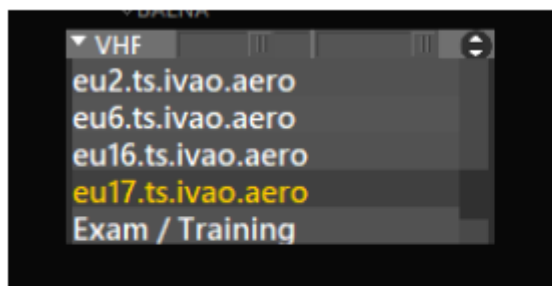 VHF
eu2.ts.ivao.aero
eu6.ts.ivao.aero
eu16.ts.ivao.aero
eu17.ts.ivao.aero
Exam / Training